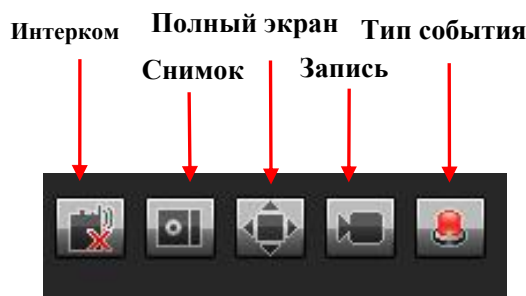 Интерком
Полный экран
Тип события
Снимок
Запись